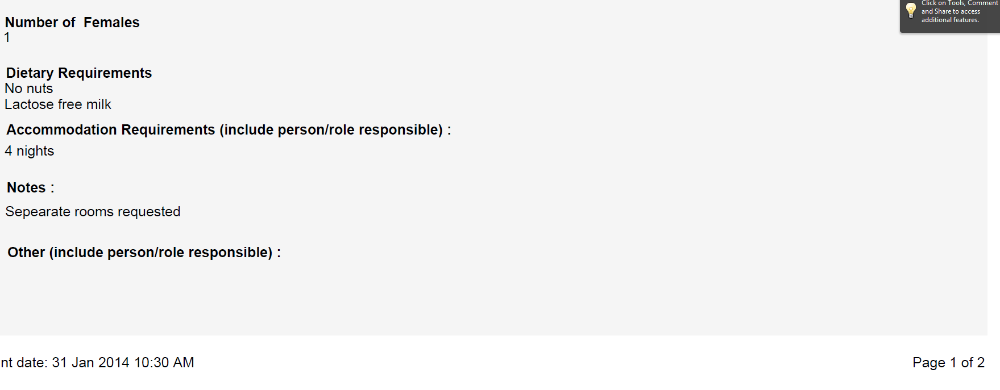 Click on Tools, Comment
and Share to access
additional features.
Number of Females
1
Dietary Requirements
No nuts
Lactose free milk
Accommodation Requirements (include person/role responsible) :
4 nights
Notes :
Sepearate rooms requested
Other (include person/role responsible) :
nt date: 31 Jan 2014 10:30 AM
Page 1 of 2